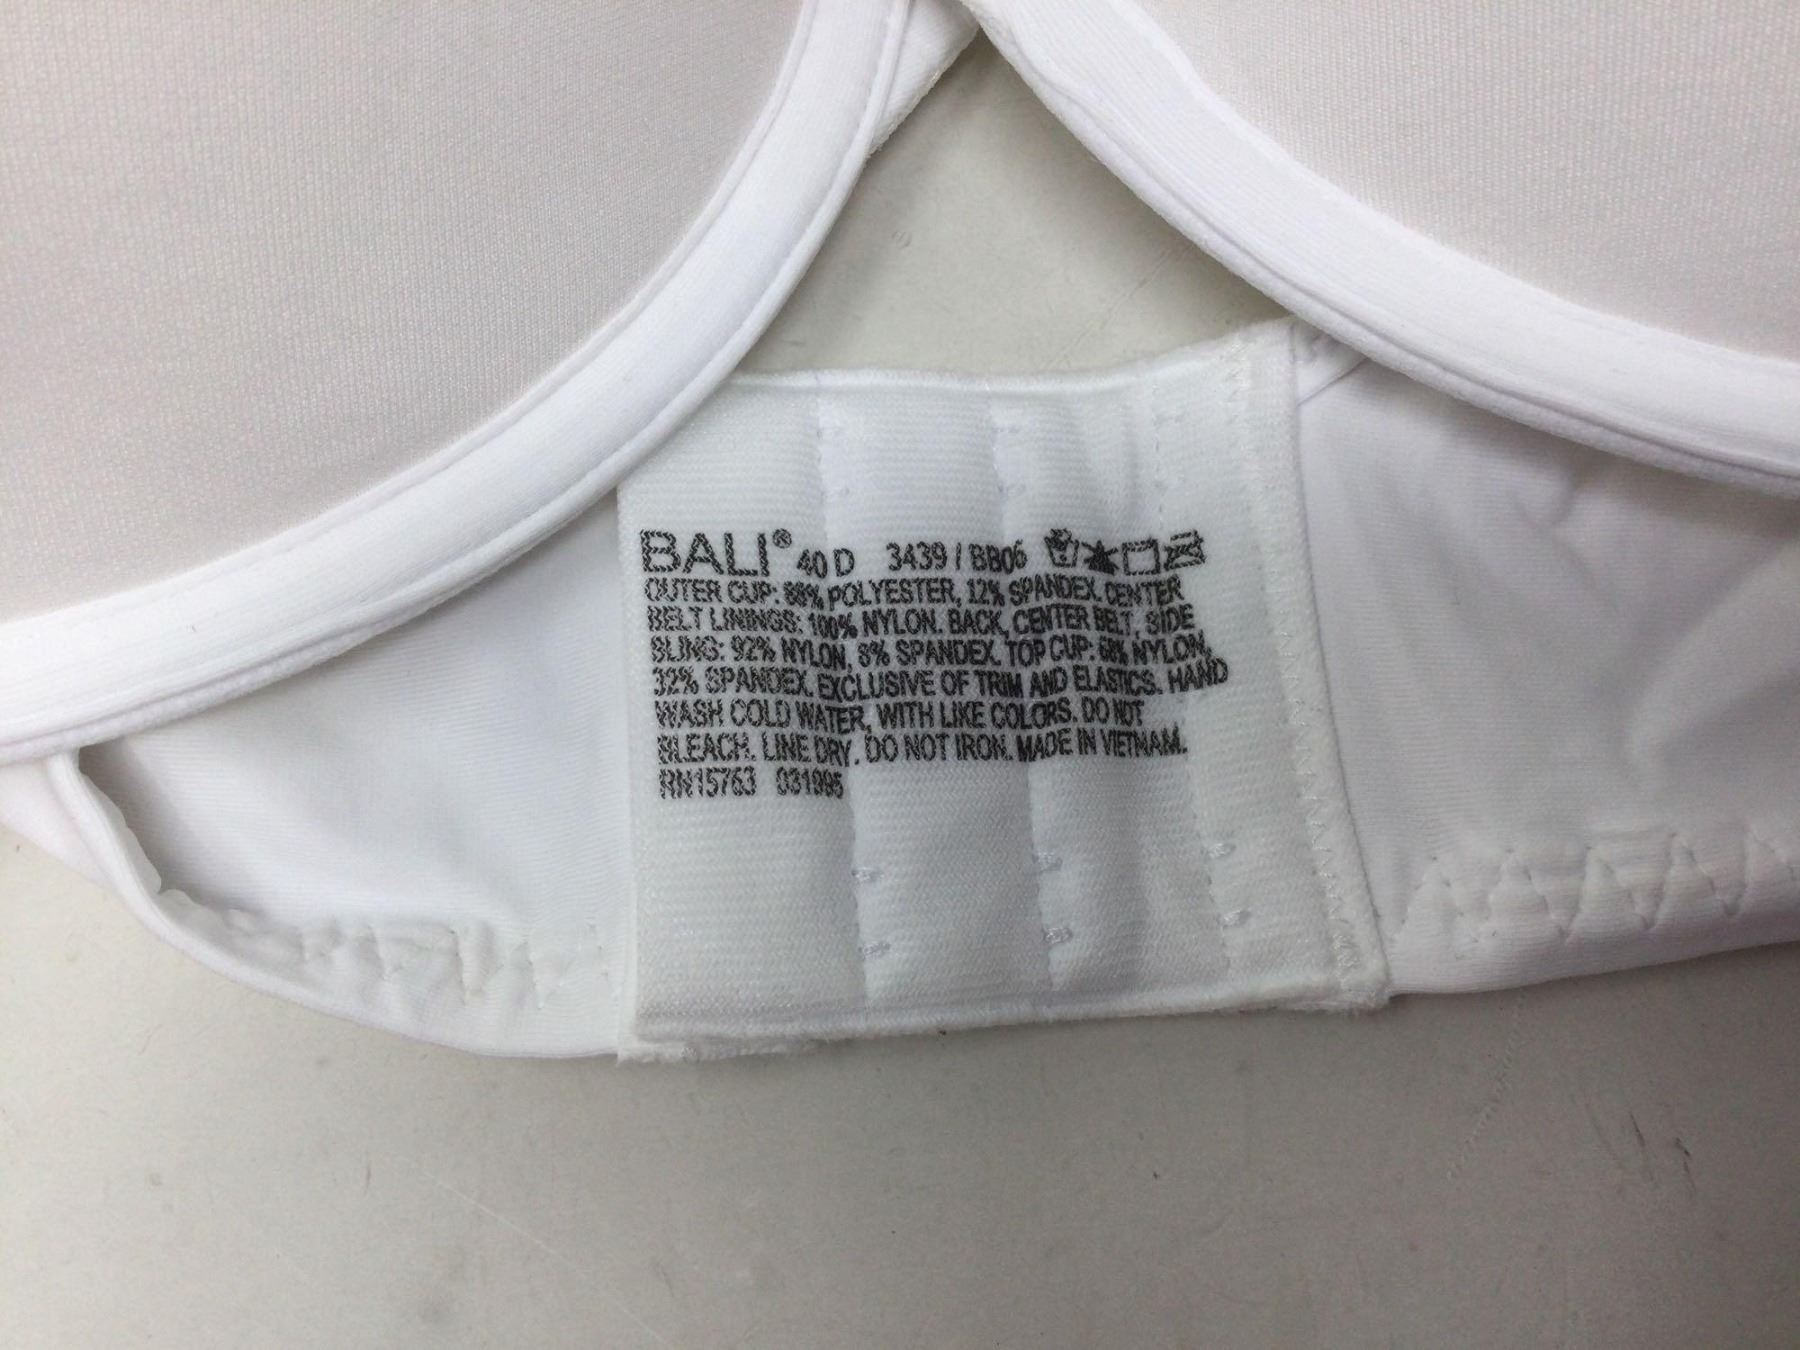 BALI® 40 D 3439 / BB06
OUTER CUP: 88% POLYESTER, 12% SPANDEX. CENTER
BELT LININGS: 100% NYLON. BACK, CENTER BELT, SIDE
SLING: 92% NYLON, 8% SPANDEX. TOP CUP: 68% NYLON,
32% SPANDEX. EXCLUSIVE OF TRIM AND ELASTICS. HAND
WASH COLD WATER, WITH LIKE COLORS. DO NOT
BLEACH. LINE DRY. DO NOT IRON. MADE IN VIETNAM.
RN15763 031995